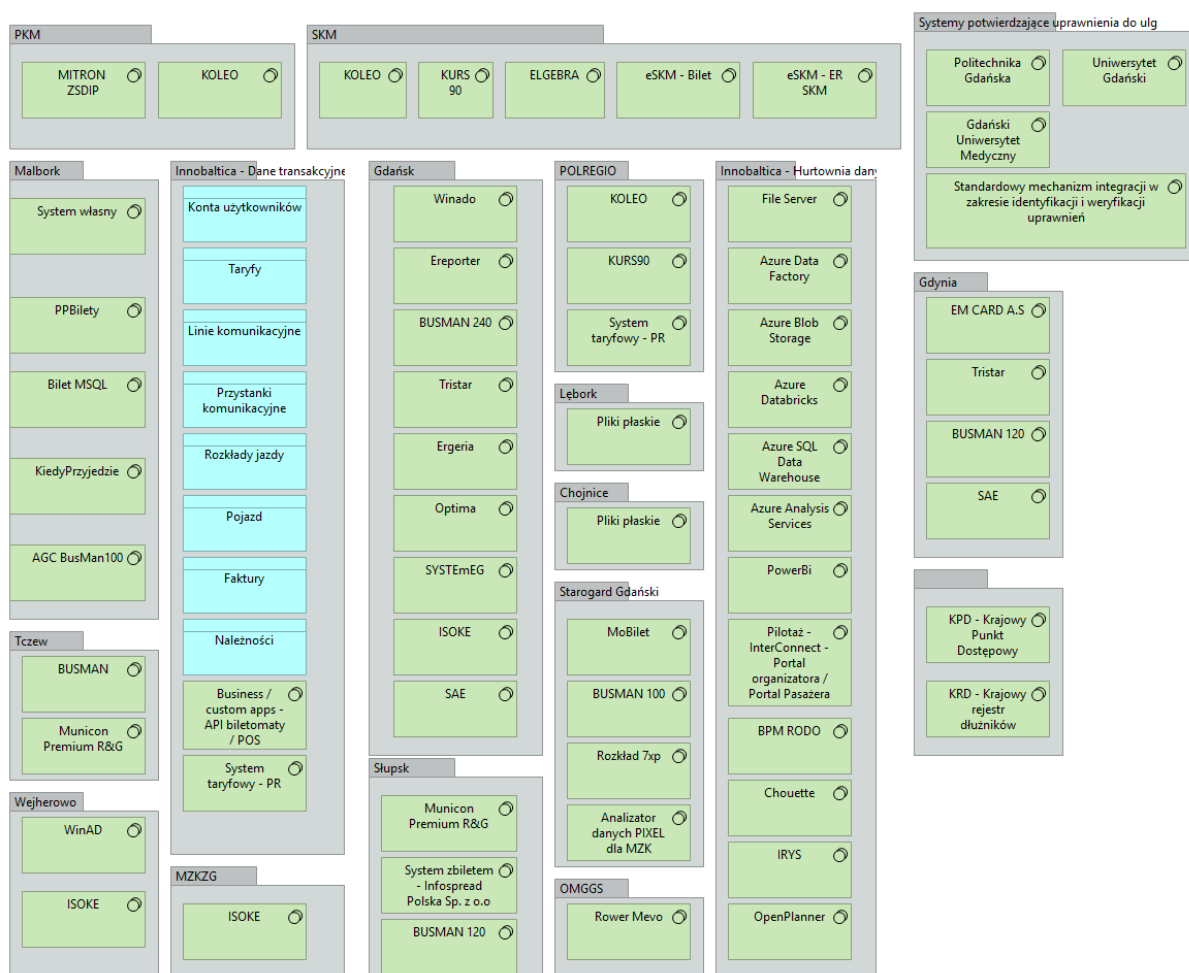 PKM
MITRON
ZSDIP
KOLEO
SKM
KOLEO
KURS
90
ELGEBRA
eSKM - Bilet
eSKM - ER
SKM
Systemy potwierdzające uprawnienia do ulg
Politechnika
Gdańska
Uniwersytet
Gdański
Gdański
Uniwersytet
Medyczny
Standardowy mechanizm integracji w
zakresie identyfikacji i weryfikacji
uprawnień
Malbork
System własny
PPBilety
Bilet MSQL
KiedyPrzyjedzie
AGC BusMan100
Tczew
BUSMAN
Municon
Premium R&G
Wejherowo
WinAD
ISOKE
Innobaltica - Dane transakcyjne
Konta użytkowników
Taryfy
Linie komunikacyjne
Przystanki
komunikacyjne
Rozkłady jazdy
Pojazd
Faktury
Należności
Business /
custom apps -
API biletomaty
/ POS
System
taryfowy - PR
MZKZG
ISOKE
Gdańsk
Winado
Ereporter
BUSMAN 240
Tristar
Ergeria
Optima
SYSTEmEG
ISOKE
SAE
Słupsk
Municon
Premium R&G
System zbiletem
- Infospread
Polska Sp. z o.o
BUSMAN 120
POLREGIO
KOLEO
KURS90
System
taryfowy - PR
Lębork
Pliki płaskie
Chojnice
Pliki płaskie
Starogard Gdański
MoBilet
BUSMAN 100
Rozkład 7xp
Analizator
danych PIXEL
dla MZK
OMGGS
Rower Mevo
Innobaltica - Hurtownia dany
File Server
Azure Data
Factory
Azure Blob
Storage
Azure
Databricks
Azure SQL
Data
Warehouse
Azure Analysis
Services
PowerBi
Pilotaż -
InterConnect -
Portal
organizatora /
Portal Pasażera
BPM RODO
Chouette
IRYS
OpenPlanner
Gdynia
EM CARD A.S
Tristar
BUSMAN 120
SAE
KPD - Krajowy
Punkt
Dostępowy
KRD - Krajowy
rejestr
dłużników